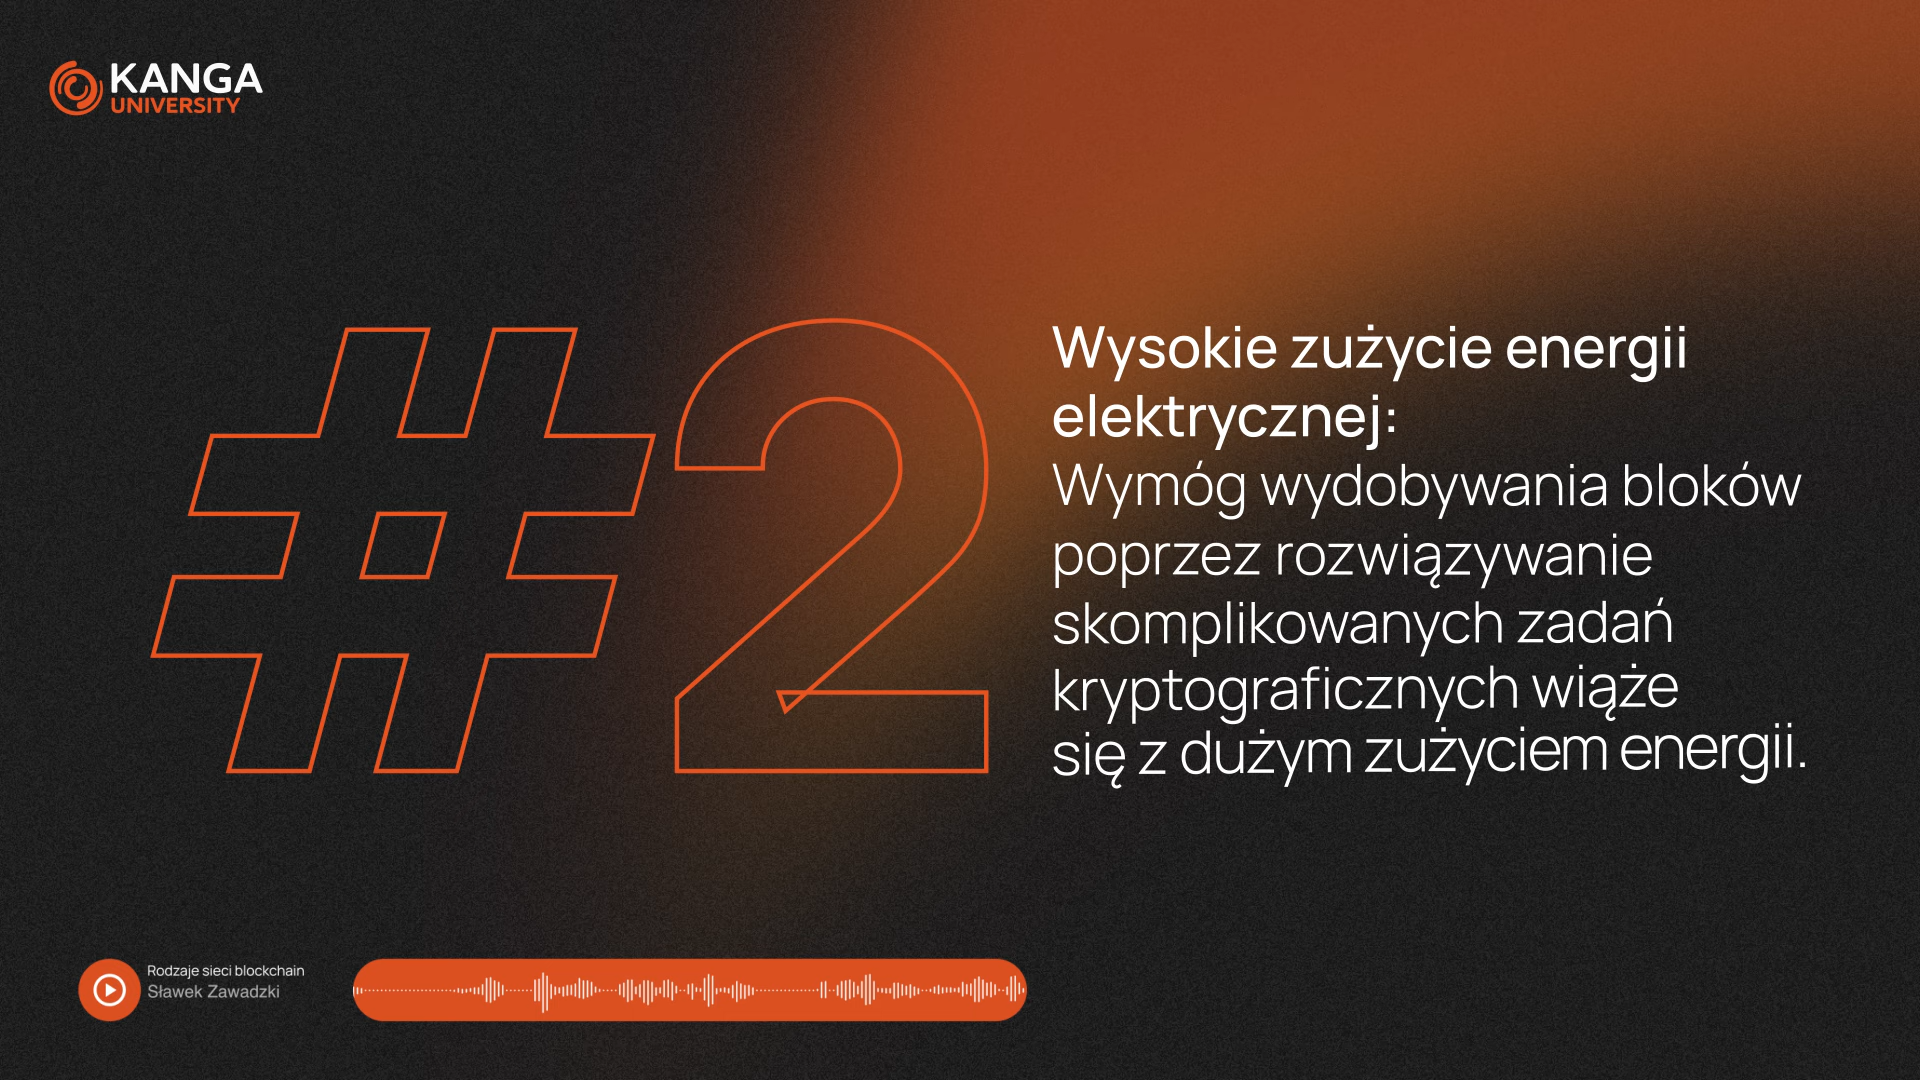 KANGA
UNIVERSITY
#2
Wysokie zużycie energii
elektrycznej:
Wymóg wydobywania bloków
poprzez rozwiązywanie
skomplikowanych zadań
kryptograficznych wiąże
się z dużym zużyciem energii.
Rodzaje sieci blockchain
Sławek Zawadzki